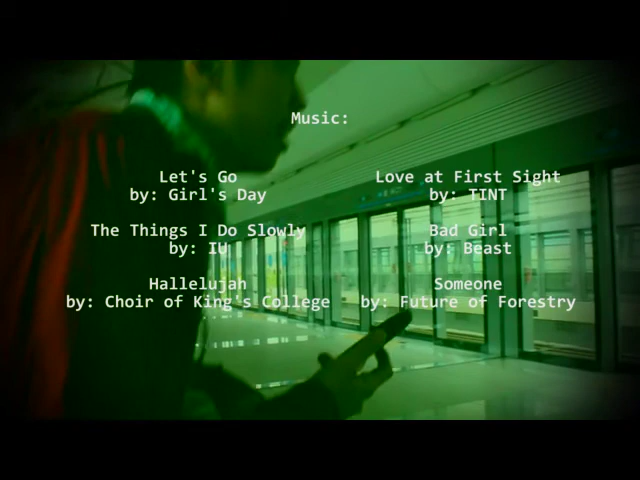 Music:
Let's Go
by: Girl's Day
The Things I Do Slowly
by: IU
Hallelujah
by: Choir of King's College
Love at First Sight
by: TINT
Bad Girl
by: Beast
Someone
by: Future of Forestry